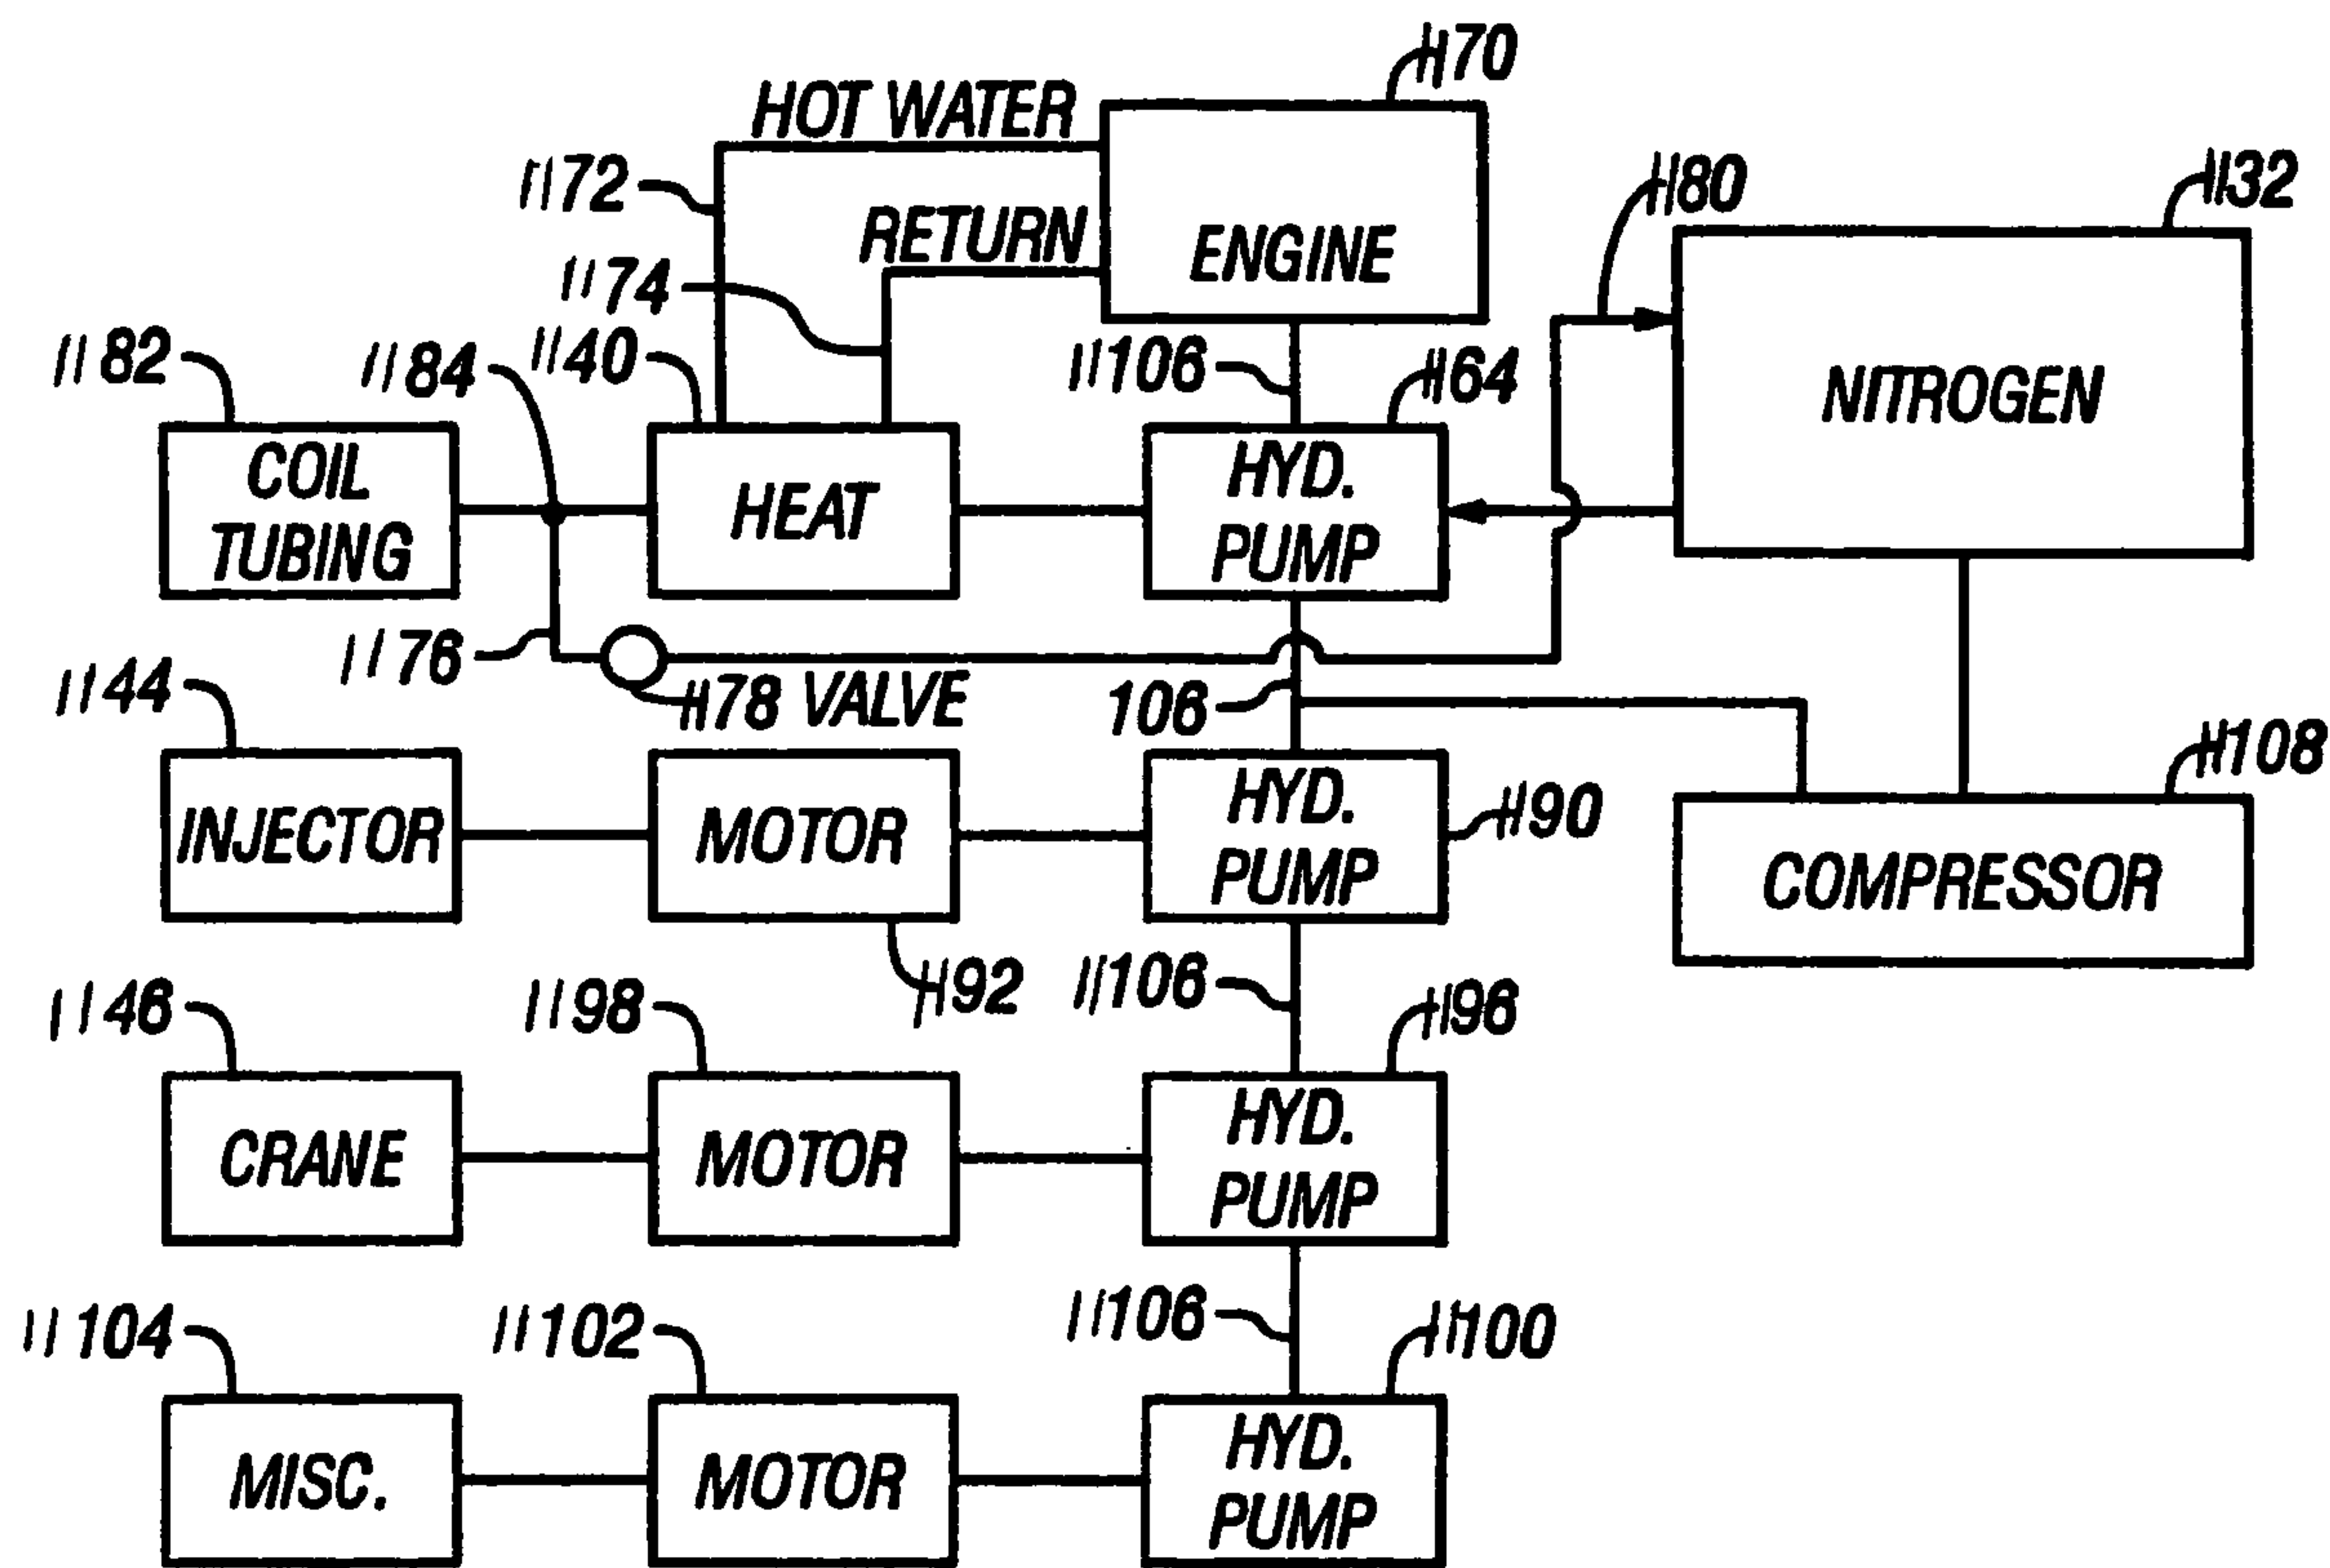 1170
HOT WATER
1172
1180
1132
RETURN
ENGINE
1174
1182
1184
1140
11106
1164
NITROGEN
COIL
TUBING
HEAT
HYD.
PUMP
1176
1144
1178 VALVE
106
11108
INJECTOR
MOTOR
HYD.
PUMP
1190
COMPRESSOR
1192
11106
1146
1198
1196
CRANE
MOTOR
HYD.
PUMP
11104
11102
11106
11100
MISC.
MOTOR
HYD.
PUMP